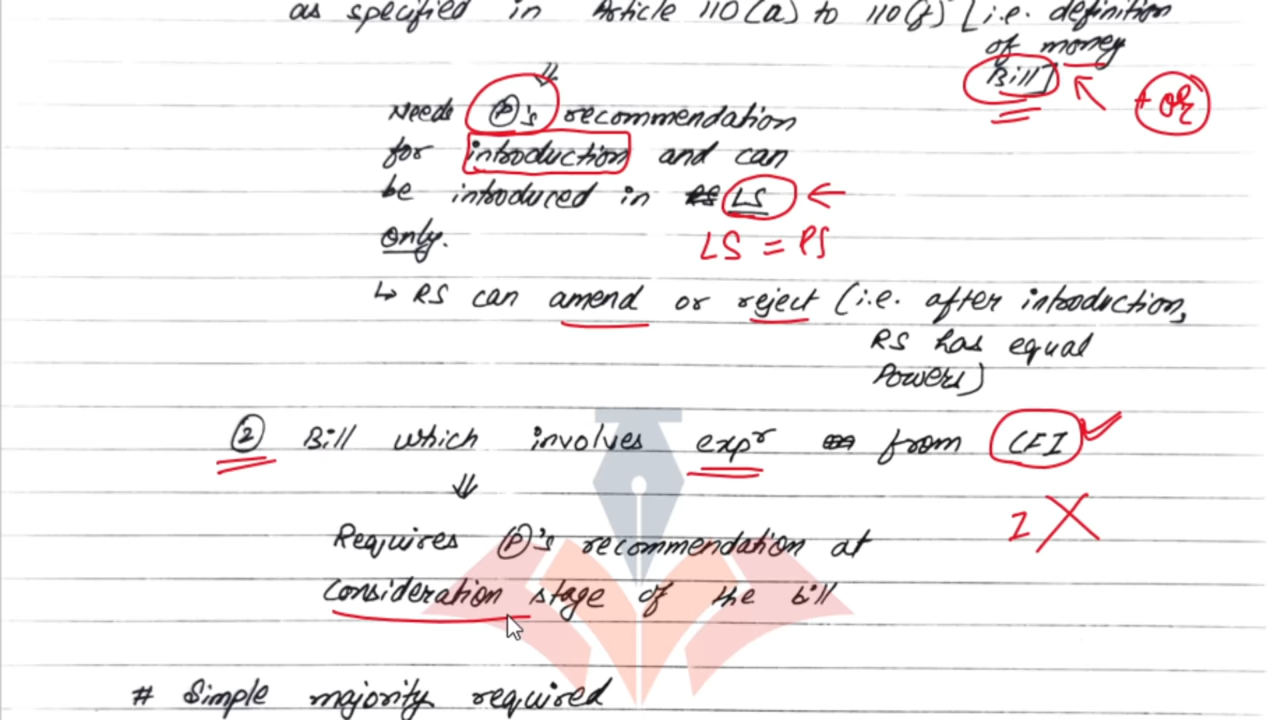 as specified in Article 110(a) to 110(f) [i.e. definition
of money
Bill]
+ OR
Needs (P)'s recommendation
for introduction and can
be introduced in RS LS
only.
LS = PS
↳ RS can amend or reject (i.e. after introduction,
RS has equal
Powers)
② Bill which involves expr from CFI
I X
Requires (P)'s recommendation at
consideration stage of the bill
# Simple majority required